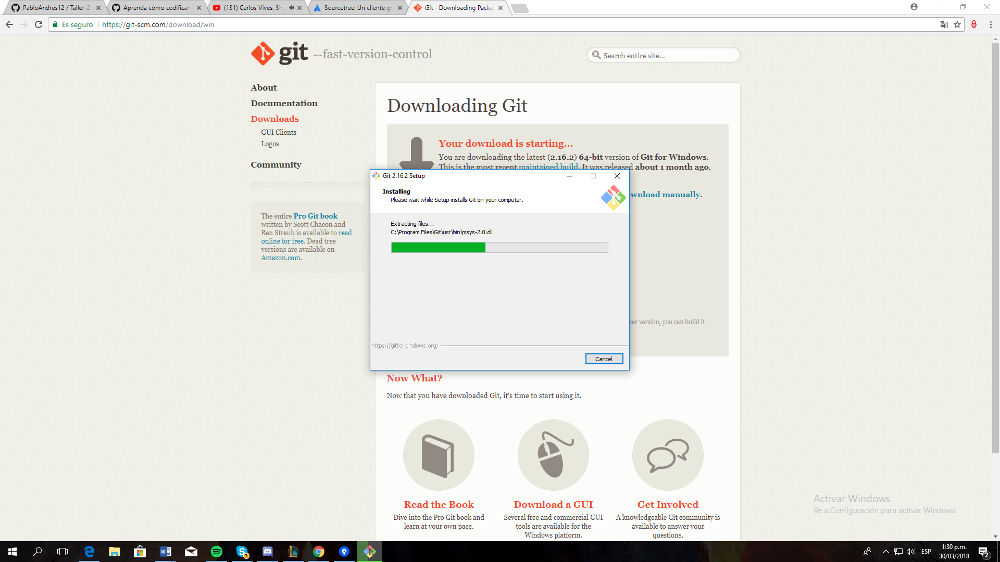 PabloAndres12 / Taller-2
Aprenda cómo codificar
(131) Carlos Vives, Sha
Sourcetree: Un cliente gr
Git - Downloading Packa
Es seguro
https://git-scm.com/download/win
git --fast-version-control
Search entire site...
About
Documentation
Downloads
GUI Clients
Logos
Community
The entire Pro Git book
written by Scott Chacon and
Ben Straub is available to read
online for free. Dead tree
versions are available on
Amazon.com.
Downloading Git
Your download is starting...
You are downloading the latest (2.16.2) 64-bit version of Git for Windows.
This is the most recent maintained build. It was released about 1 month ago,
wnload manually.
ver version, you can build it
Git 2.16.2 Setup
Installing
Please wait while Setup installs Git on your computer.
Extracting files...
C:\Program Files\Git\usr\bin\msys-2.0.dll
https://gitforwindows.org/
Cancel
Now What?
Now that you have downloaded Git, it's time to start using it.
Read the Book
Dive into the Pro Git book and
learn at your own pace.
Download a GUI
Several free and commercial GUI
tools are available for the
Windows platform.
Get Involved
A knowledgeable Git community is
available to answer your
questions.
Activar Windows
Ve a Configuración para activar Windows.
3
ESP
1:30 p.m.
30/03/2018
2